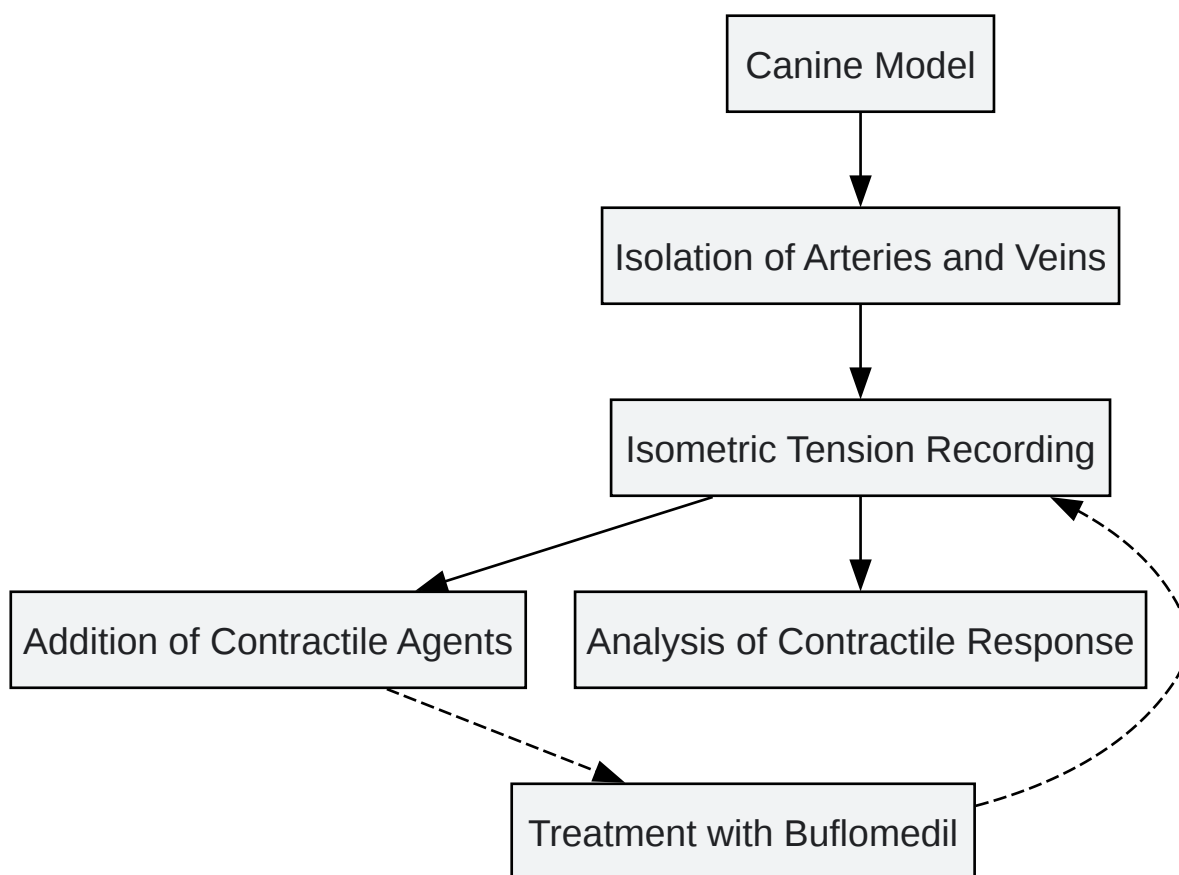 Canine Model
Isolation of Arteries and Veins
Isometric Tension Recording
Addition of Contractile Agents
Analysis of Contractile Response
Treatment with Buflomedil